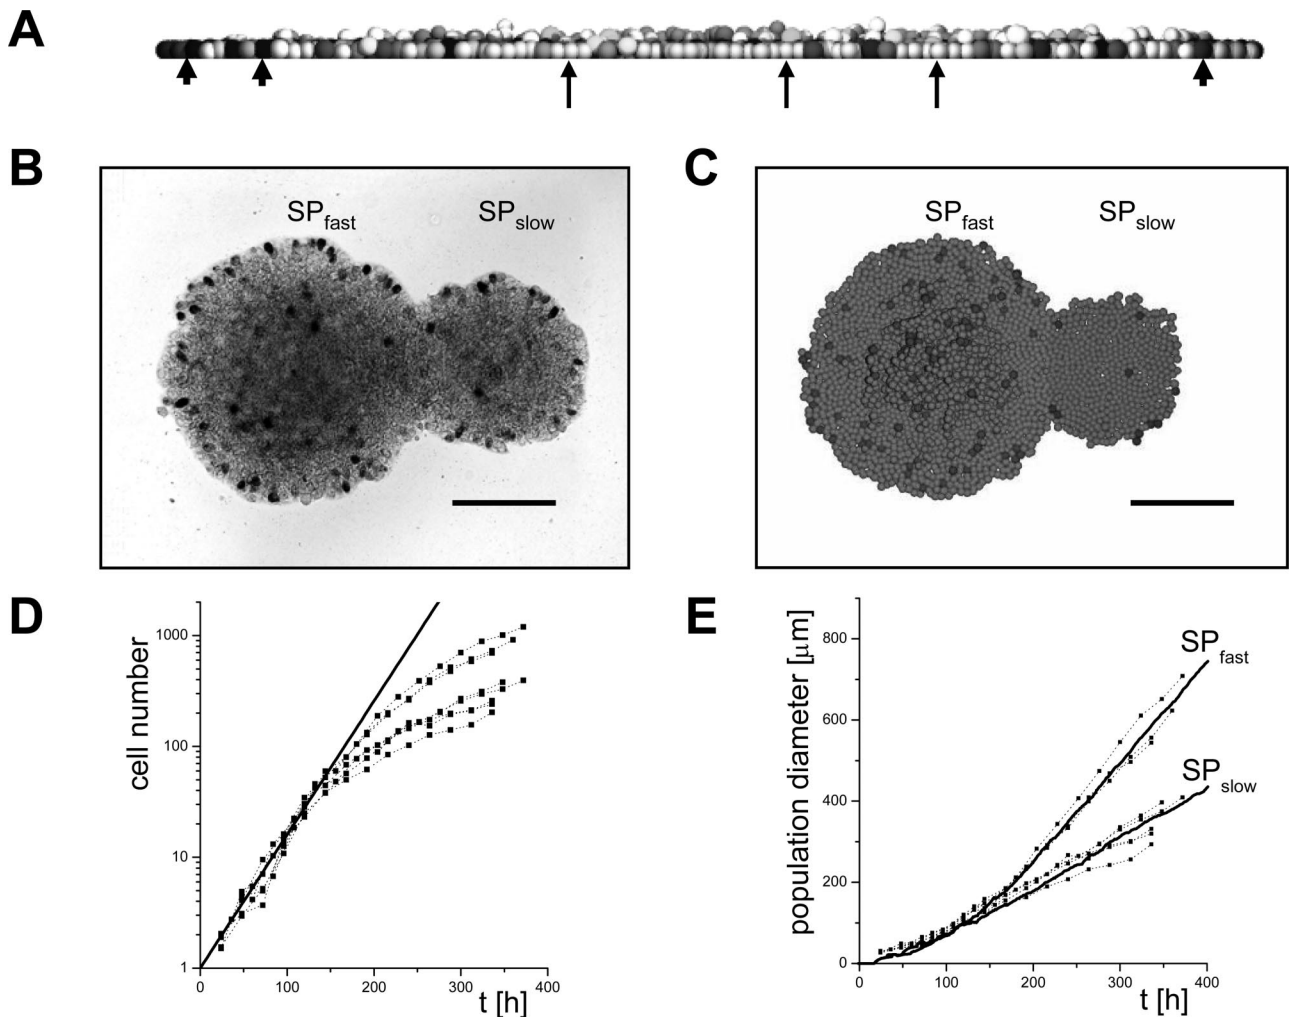 A
B
SPfast SPslow
C
SPfast SPslow
D
cell number
1000
100
10
1
0 100 200 300 400
t [h]
E
population diameter [μm]
800
600
400
200
0
SPfast
SPslow
0 100 200 300 400
t [h]